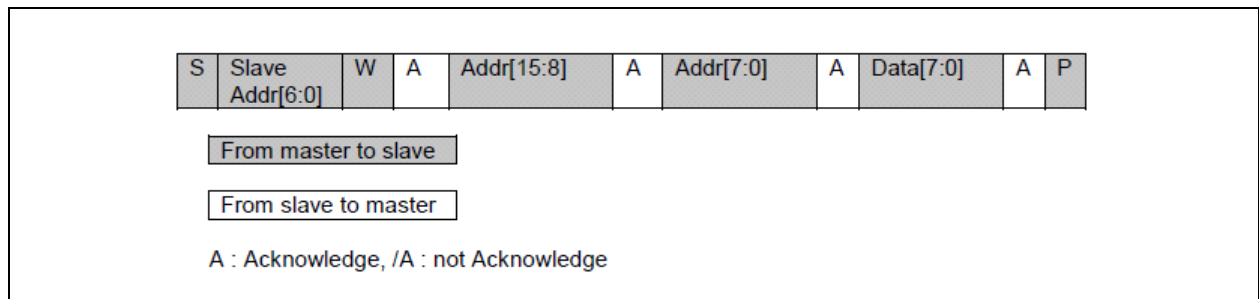 S Slave W A Addr[15:8] A Addr[7:0] A Data[7:0] A P
Addr[6:0]
From master to slave
From slave to master
A : Acknowledge, /A : not Acknowledge